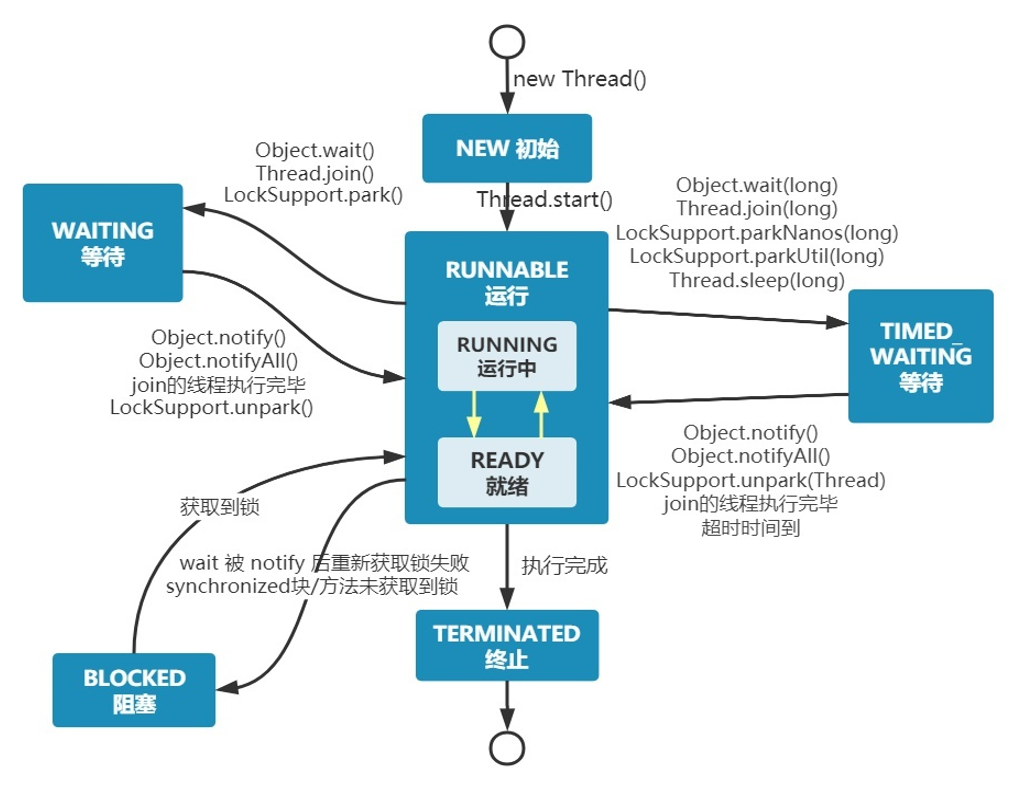 new Thread()
NEW 初始
Thread.start()
Object.wait()
Thread.join()
LockSupport.park()
WAITING
等待
Object.wait(long)
Thread.join(long)
LockSupport.parkNanos(long)
LockSupport.parkUtil(long)
Thread.sleep(long)
RUNNABLE
运行
RUNNING
运行中
READY
就绪
TIMED_
WAITING
等待
Object.notify()
Object.notifyAll()
join的线程执行完毕
LockSupport.unpark()
Object.notify()
Object.notifyAll()
LockSupport.unpark(Thread)
join的线程执行完毕
超时时间到
获取到锁
wait 被 notify 后重新获取锁失败
synchronized块/方法未获取到锁
执行完成
TERMINATED
终止
BLOCKED
阻塞